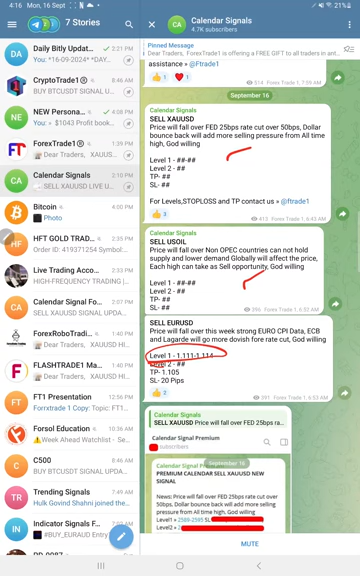 4:16 Mon, 16 Sept
21%
7 Stories
Daily Bitly Updat...
2:21 PM
You: *16-09-2024* *DAY...
CryptoTrade1
8:46 AM
BUY BTCUSDT SIGNAL UPD...
NEW Persona...
4:08 PM
You: » $1043 Profit book...
ForexTrade1
1:39 PM
Dear Traders, XAUUS...
Calendar Signals
3:10 PM
SELL XAUUSD LIVE U...
Bitcoin
4:00 PM
Photo
HFT GOLD TRAD...
2:35 PM
Order ID: 419371254 Symbol:...
Live Trading Acco...
2:33 PM
HIGH-FREQUENCY TRADING |...
Calendar Signal Fo...
2:07 PM
SELL XAUUSD SIGNAL UPDAT...
ForexRoboTradi...
1:40 PM
Dear Traders, XAUUSD HI...
FLASHTRADE1 Ma...
1:40 PM
Dear Traders, XAUUSD HI...
FT1 Presentation
12:56 PM
Forrxtrade 1 Copy: Topic: FT1...
Forsol Education
10:36 AM
Week Ahead Watchlist - Se...
C500
8:46 AM
BUY BTCUSDT SIGNAL UPDAT...
Trending Signals
7:49 AM
Hulk Govind Shahni joined the...
Indicator Signals F...
#BUY_EURAUD Entry
Calendar Signals
4.7K subscribers
Pinned Message
Dear Traders, ForexTrade1 is offering a FREE GIFT to all traders in ant...
assistance » @Ftrade1
1
1
514 Forex Trade 1, 7:59 AM
September 16
Calendar Signals
SELL XAUUSD
Price will fall over FED 25bps rate cut over 50bps, Dollar
bounce back will add more selling pressure from All time
high, God willing
Level 1 - ##-##
Level 2 - ##
TP- ##
SL- ##
For Levels,STOPLOSS and TP contact us » @ftrade1
3
413 Forex Trade 1, 6:43 AM
Calendar Signals
SELL USOIL
Price will fall over Non OPEC countries can not hold
supply and lower demand Globally will affect the price,
Each high can take as Sell opportunity, God willing
Level 1 - ##-##
Level 2 - ##
TP- ##
SL- ##
Forex Trade 1, 6:52 AM
SELL EURUSD
Price will fall over this week strong EURO CPI Data, ECB
and Lagarde will go more dovish fore rate cut, God willing
Level 1 - 1.111-1.114
Level 2 - ##
TP- 1.105
SL- 20 Pips
2
391 Forex Trade 1, 6:53 AM
Calendar Signals
SELL XAUUSD Price will fall over FED 25bps ra...
Calendar Signal Premium
subscribers
Calendar Signal
PREMIUM CALENDAR SELL XAUUSD NEW
SIGNAL
News: Price will fall over FED 25bps rate cut over
50bps, Dollar bounce back will add more selling
pressure from All time high, God willing
MUTE